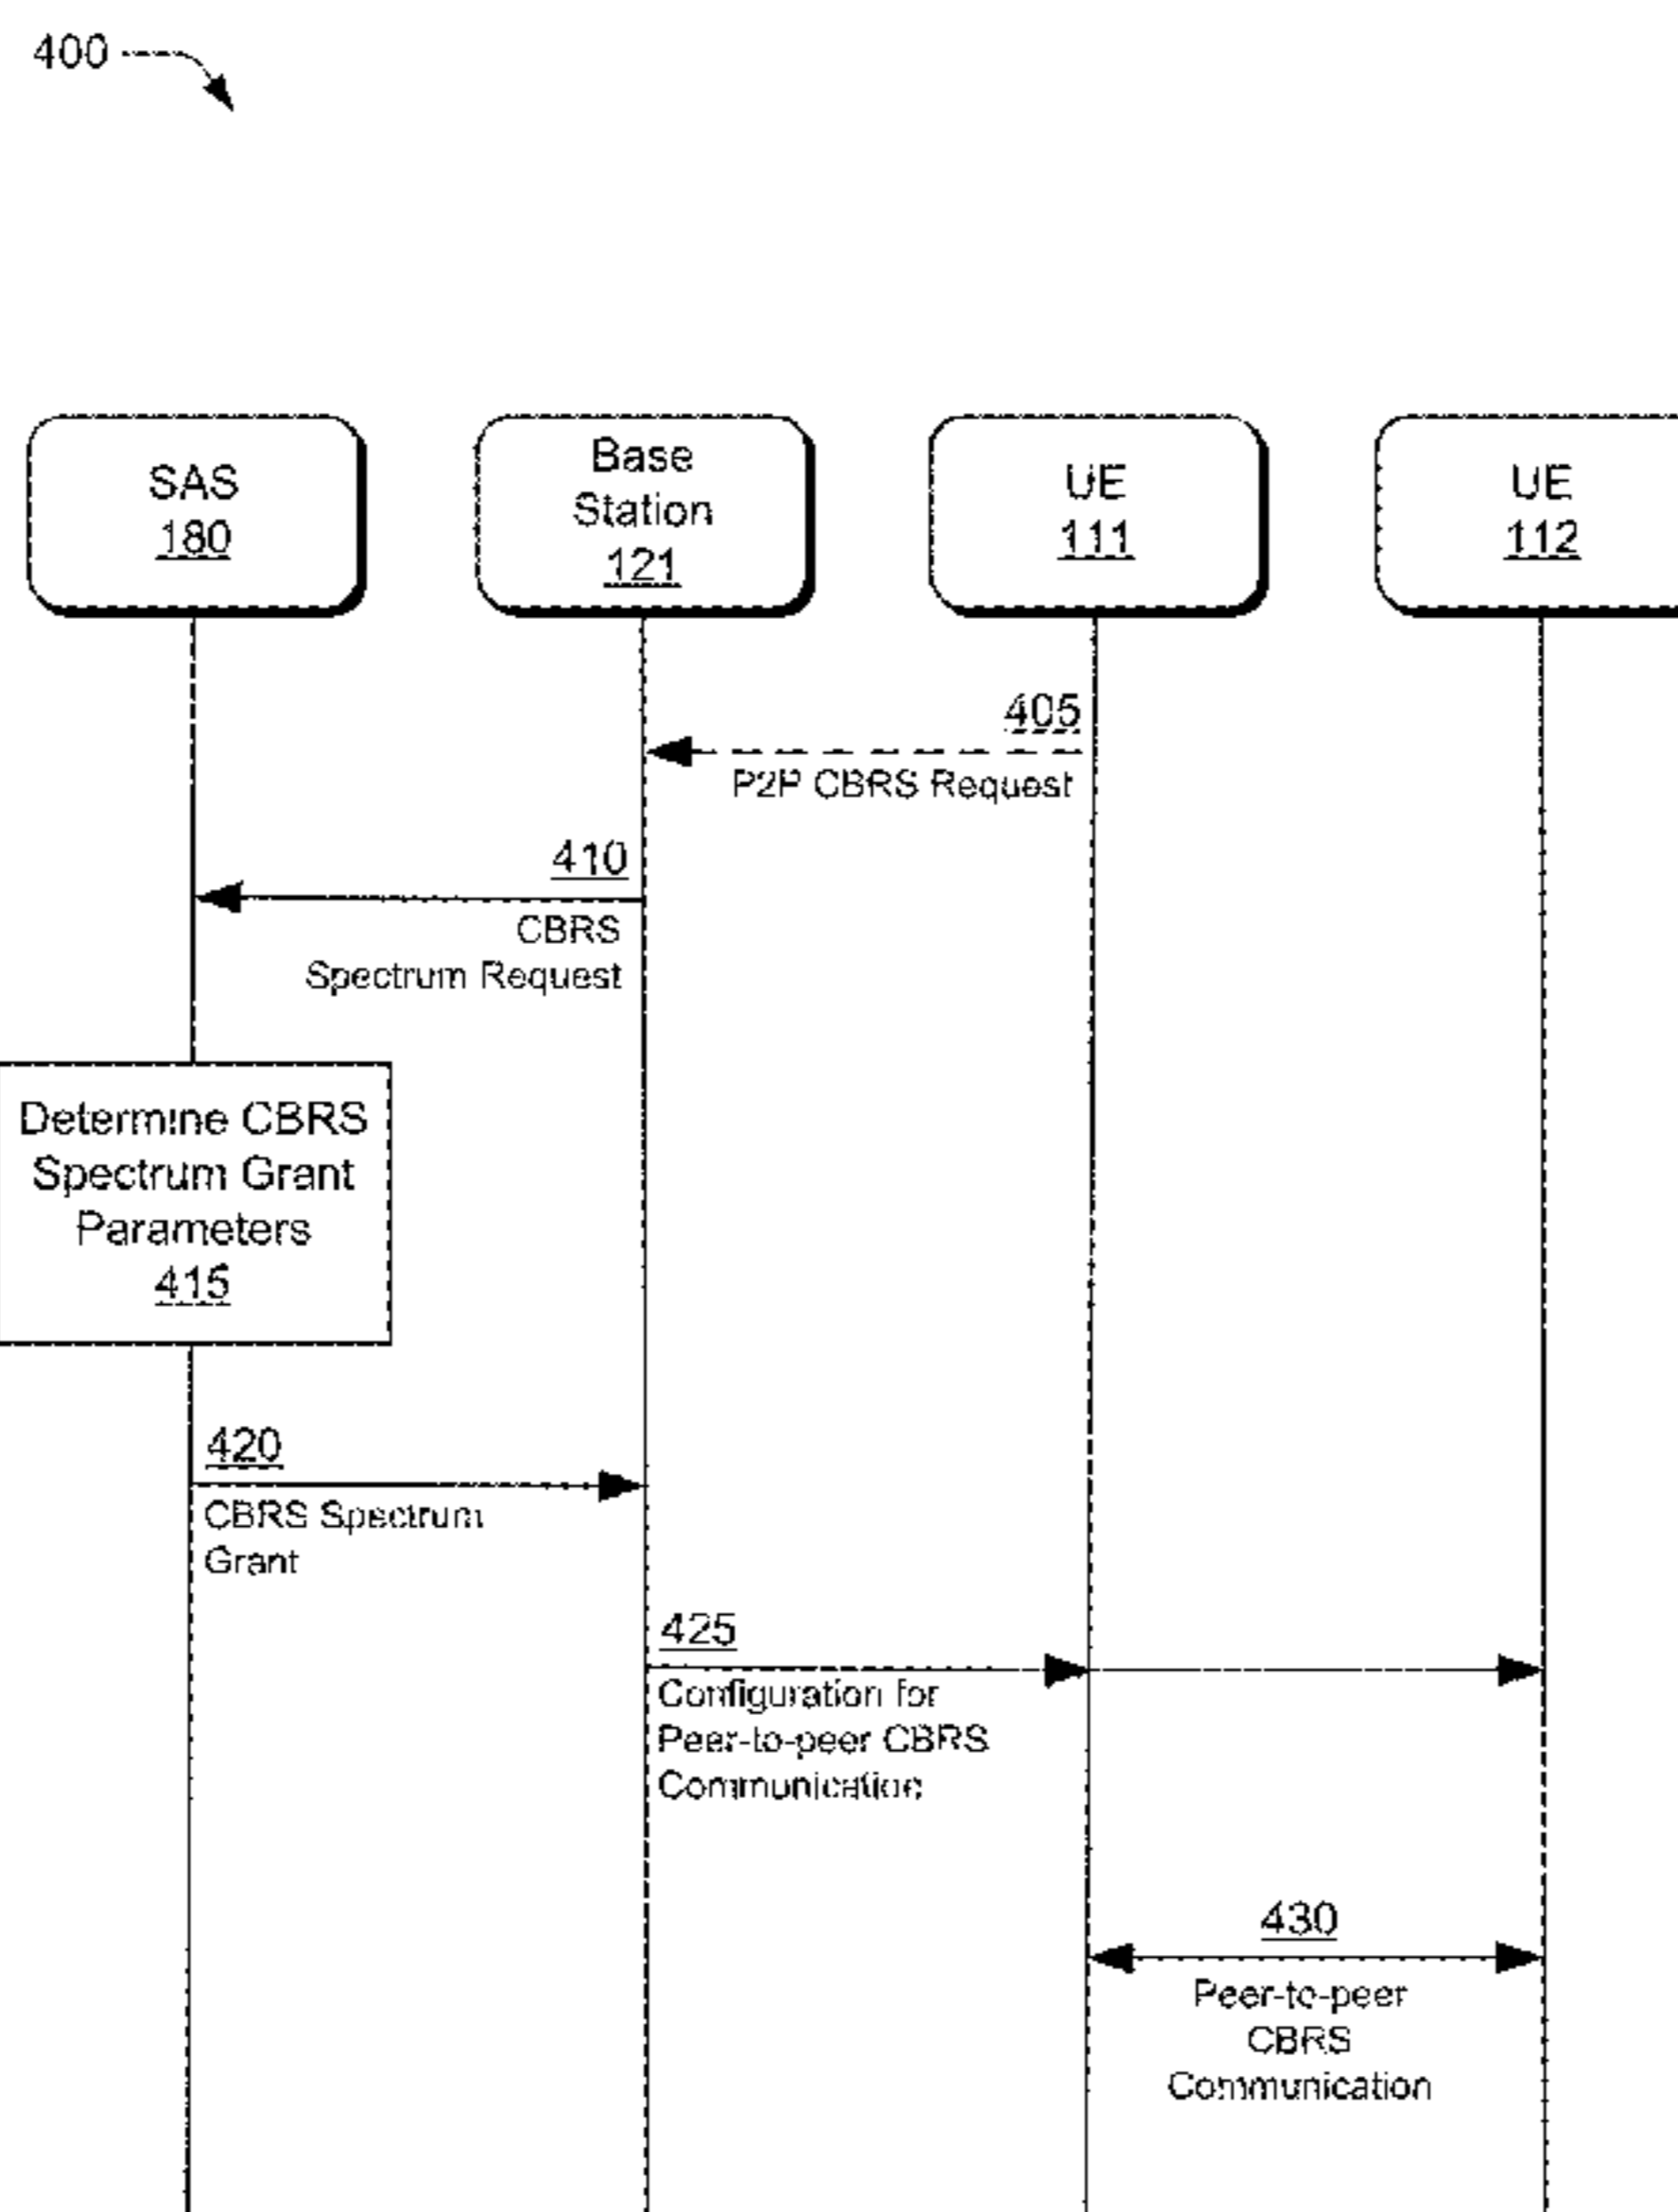 400
SAS
180
Base
Station
121
UE
111
UE
112
405
P2P CBRS Request
410
CBRS
Spectrum Request
Determine CBRS
Spectrum Grant
Parameters
415
420
CBRS Spectrum
Grant
425
Configuration for
Peer-to-peer CBRS
Communication
430
Peer-to-peer
CBRS
Communication